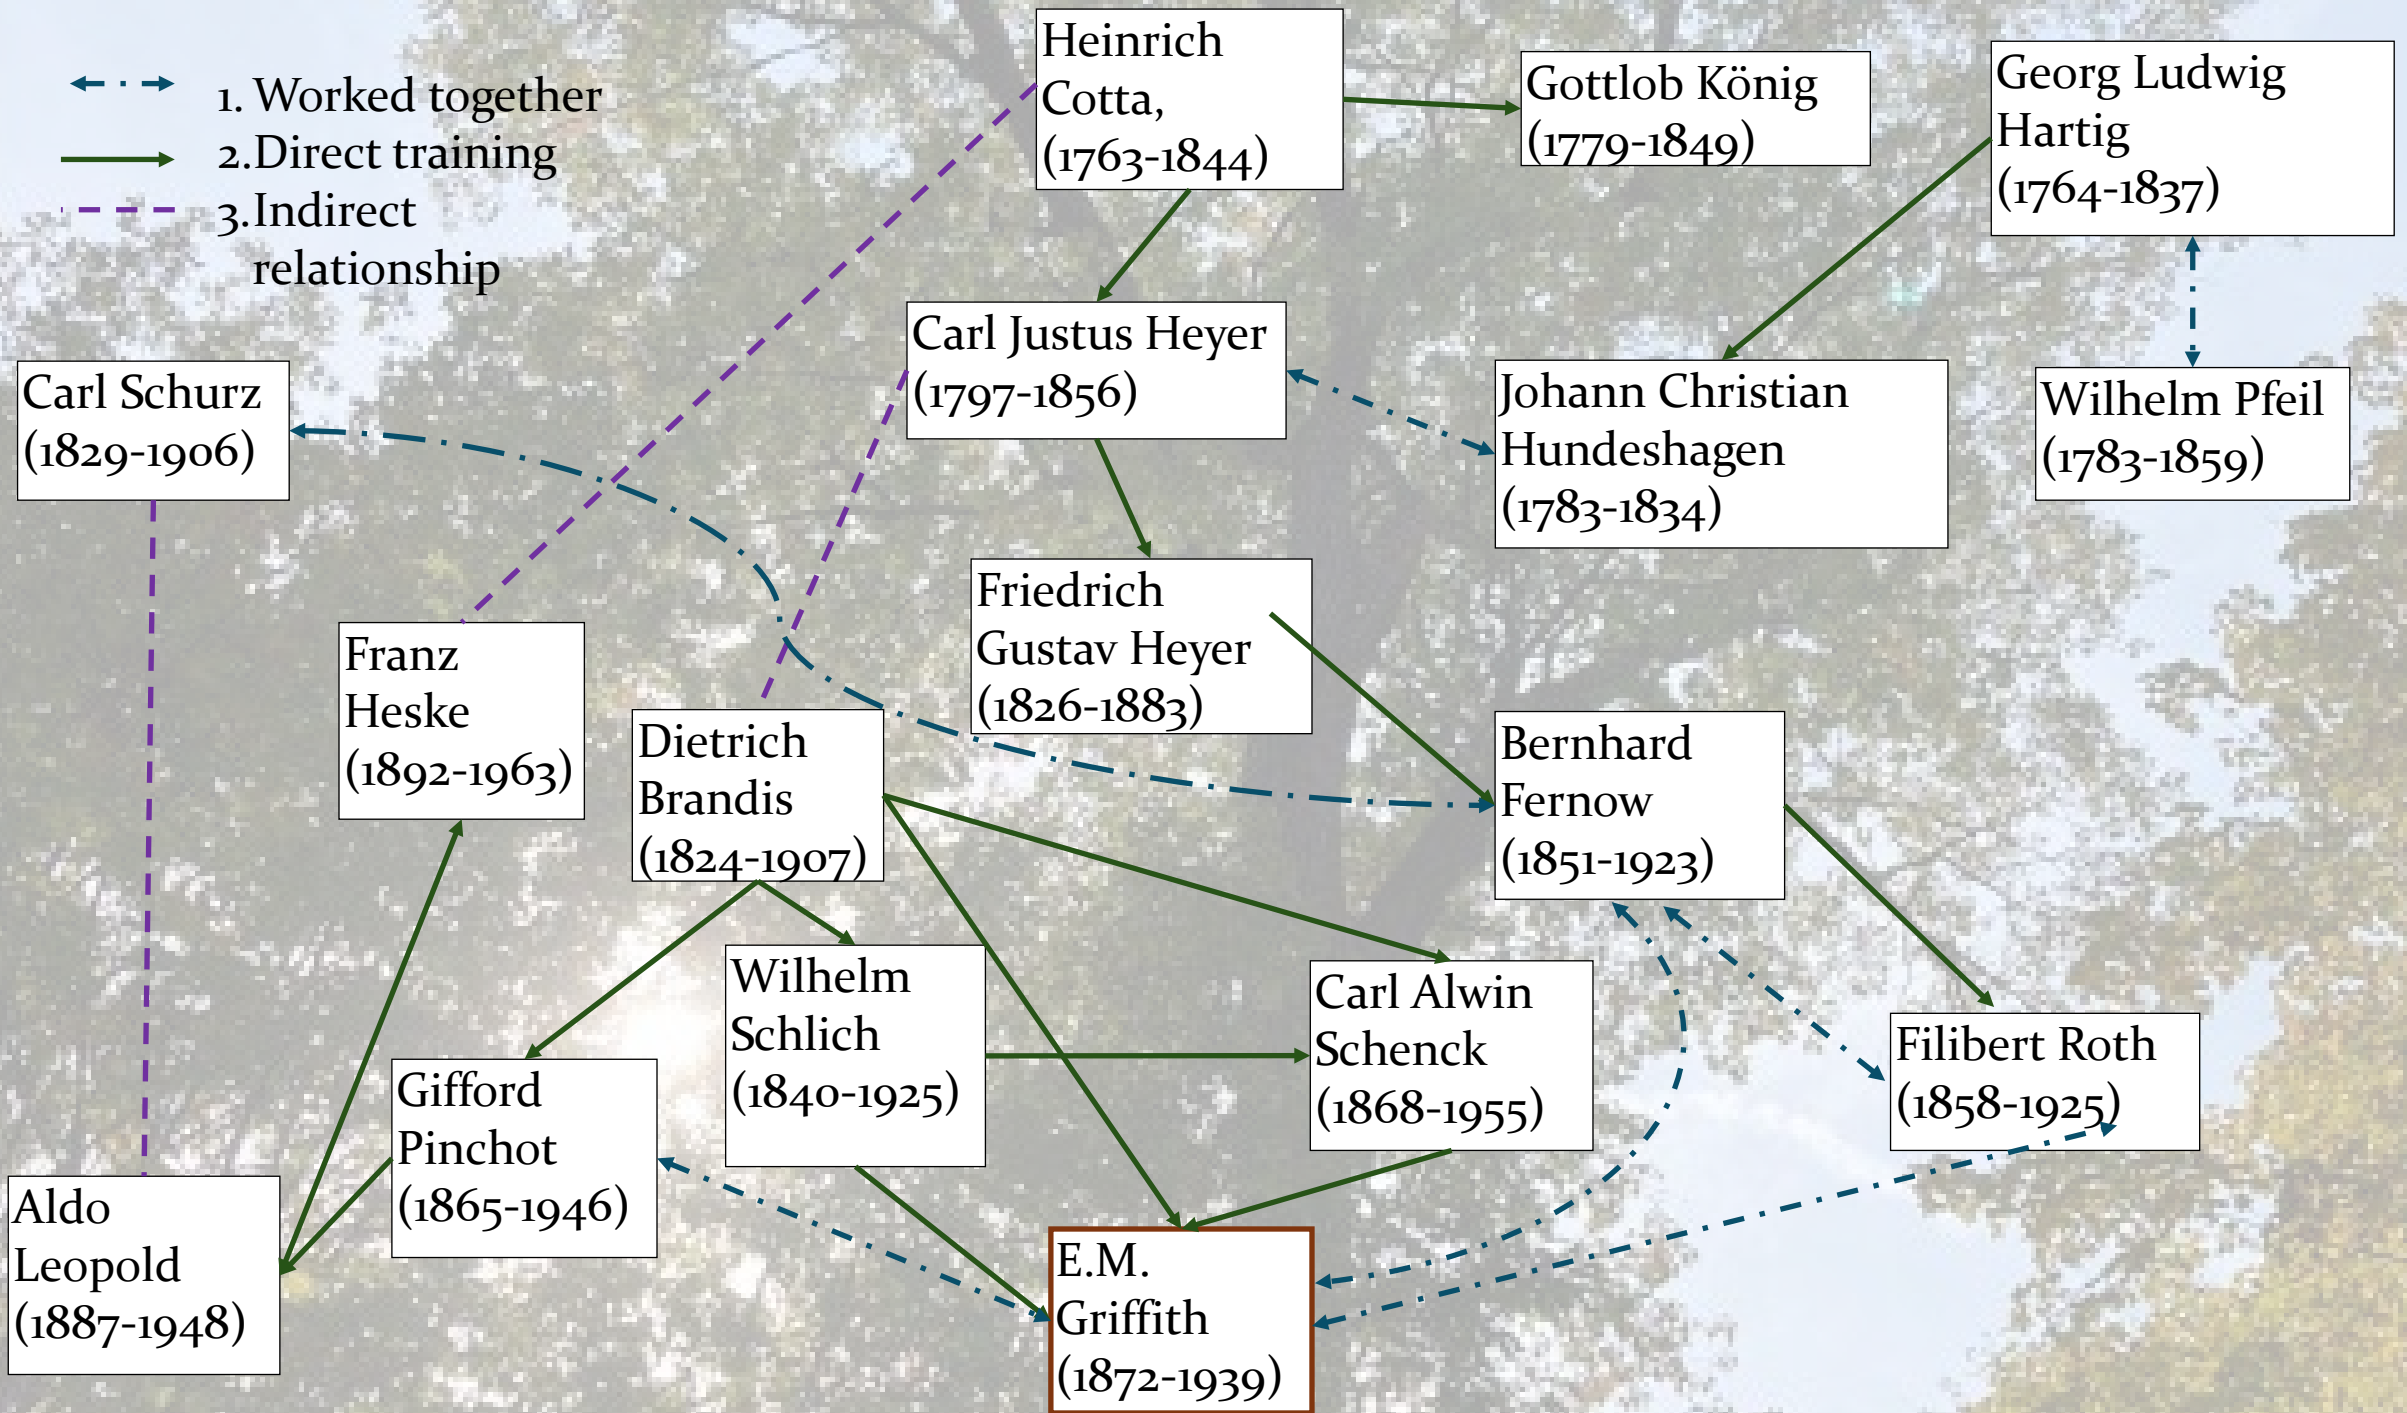 1. Worked together
2.Direct training
3.Indirect
relationship
Heinrich
Cotta,
(1763-1844)
Gottlob König
(1779-1849)
Georg Ludwig
Hartig
(1764-1837)
Carl Justus Heyer
(1797-1856)
Carl Schurz
(1829-1906)
Johann Christian
Hundeshagen
(1783-1834)
Wilhelm Pfeil
(1783-1859)
Friedrich
Gustav Heyer
(1826-1883)
Franz
Heske
(1892-1963)
Dietrich
Brandis
(1824-1907)
Bernhard
Fernow
(1851-1923)
Wilhelm
Schlich
(1840-1925)
Carl Alwin
Schenck
(1868-1955)
Filibert Roth
(1858-1925)
Gifford
Pinchot
(1865-1946)
Aldo
Leopold
(1887-1948)
E.M.
Griffith
(1872-1939)